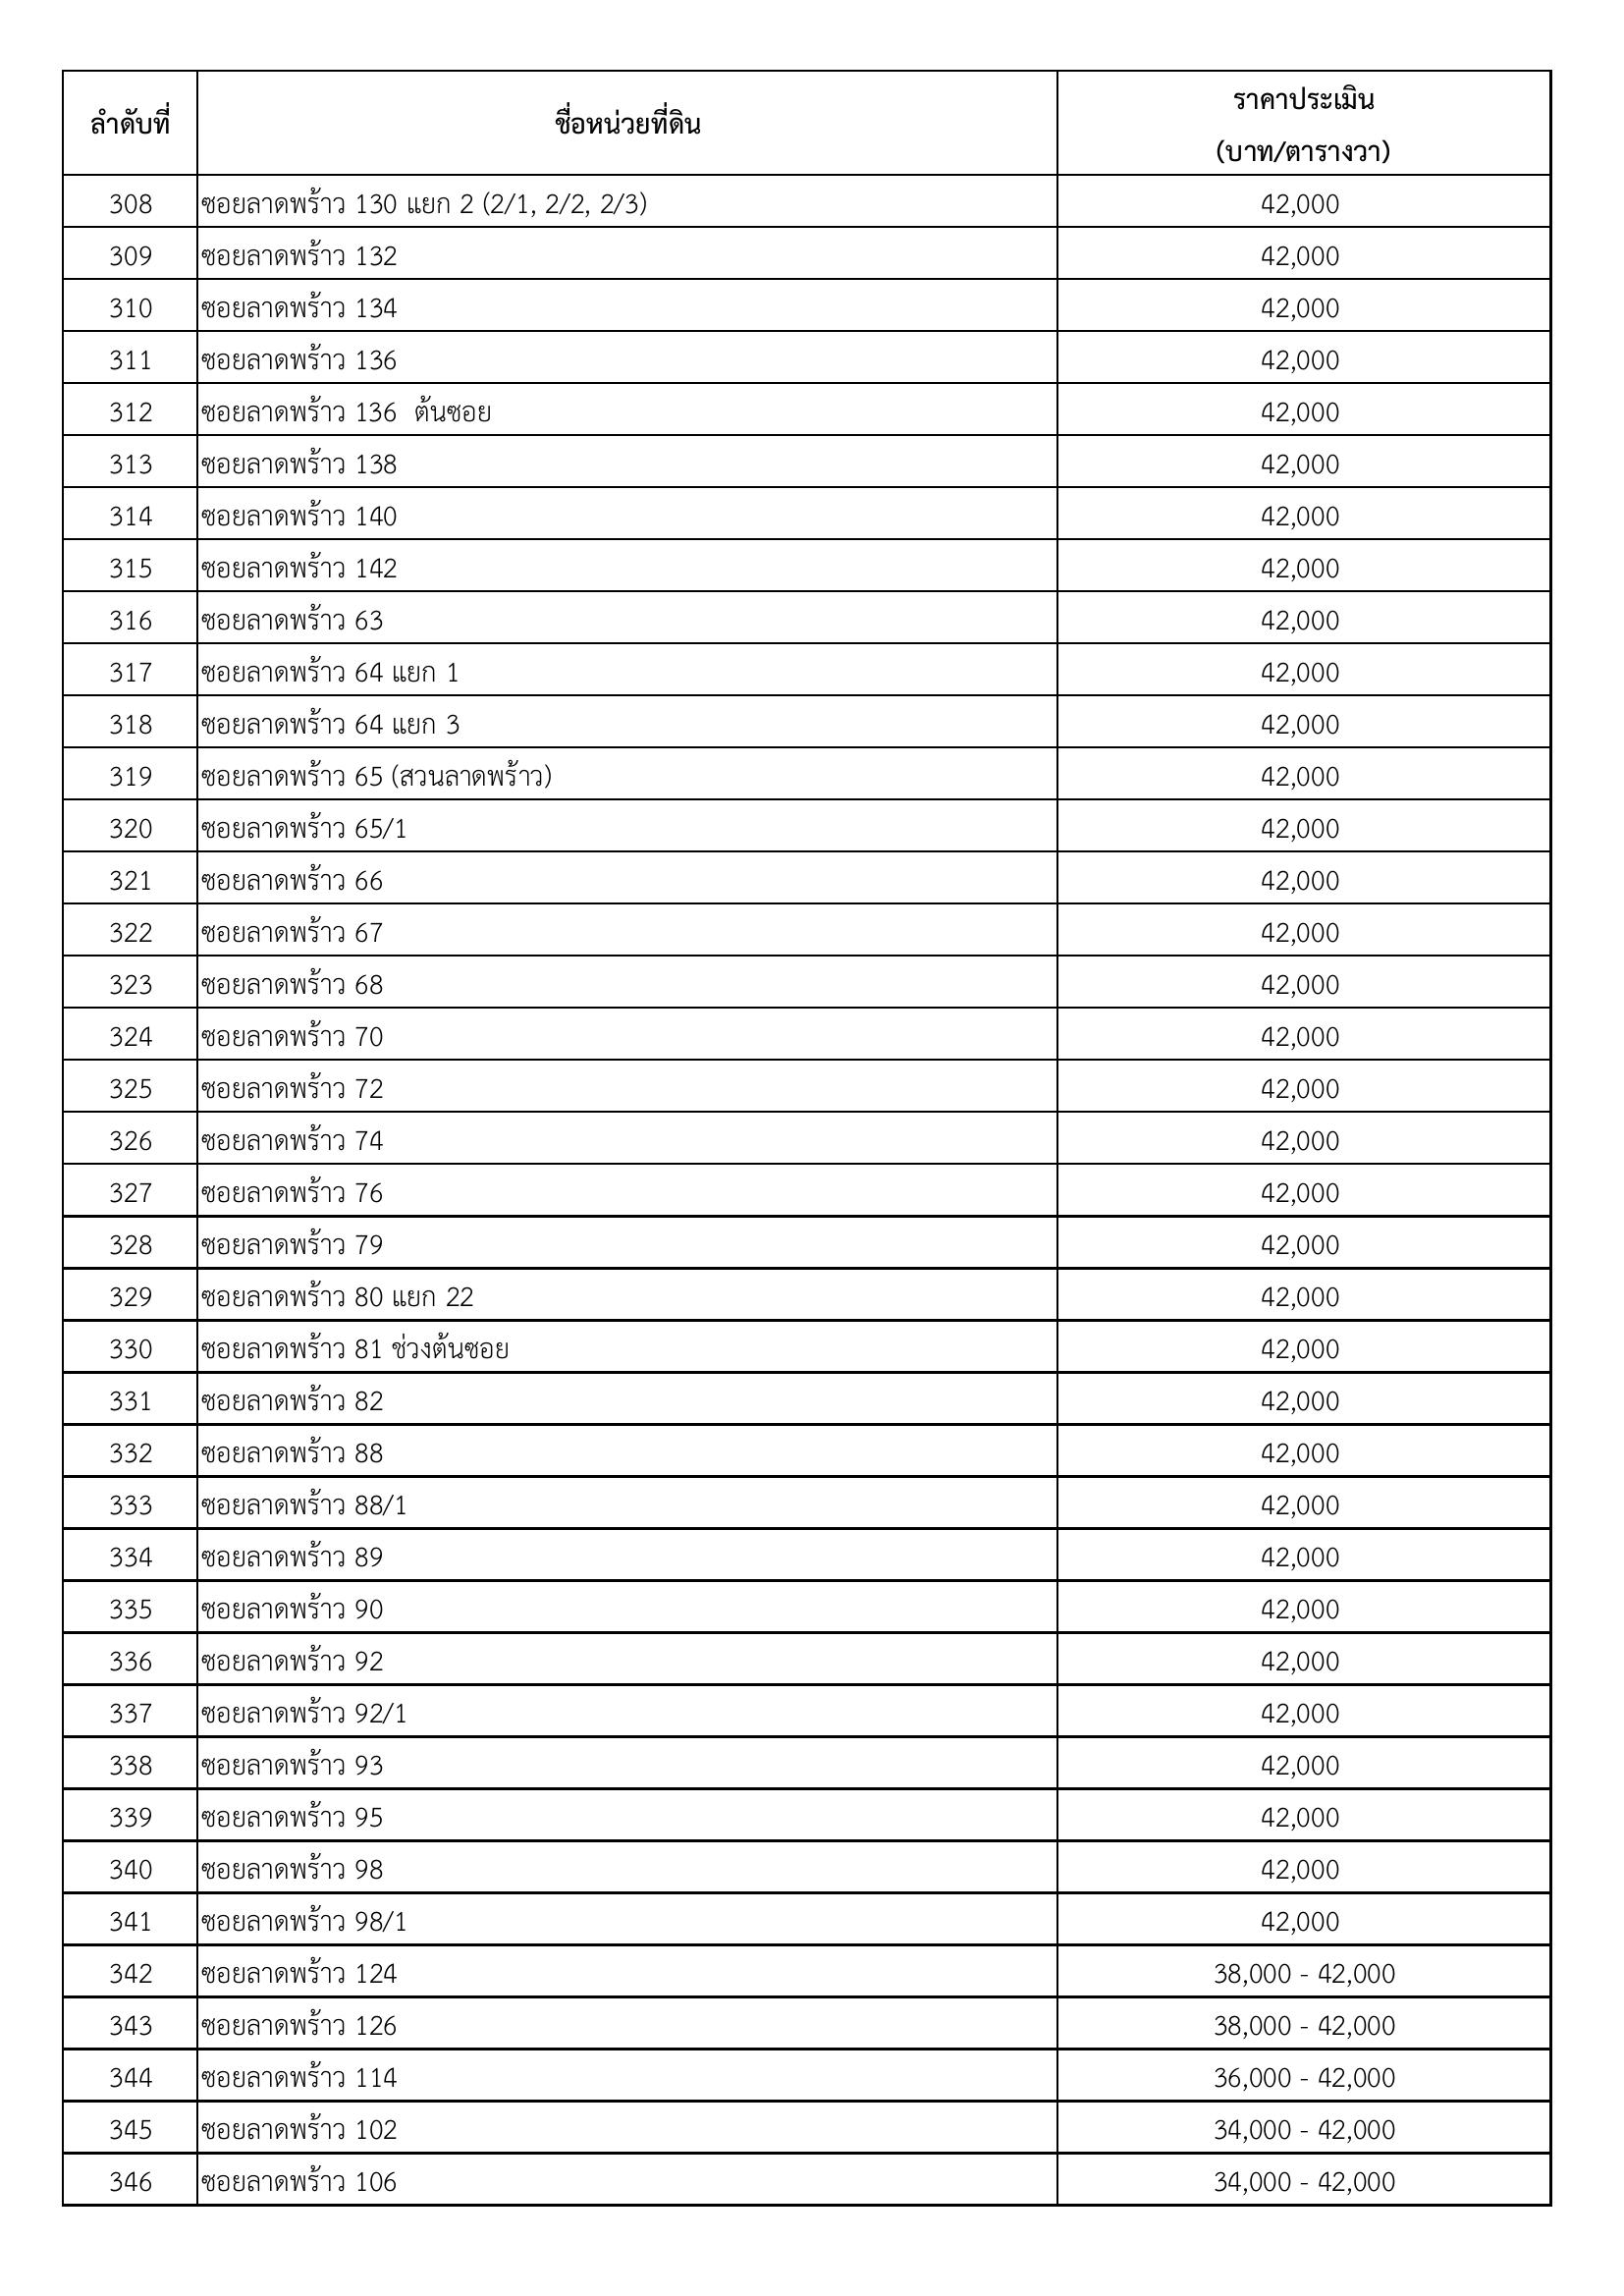 ลำดับที่ ชื่อหน่วยที่ดิน ราคาประเมิน
(บาท/ตารางวา)
308 ซอยลาดพร้าว 130 แยก 2 (2/1, 2/2, 2/3) 42,000
309 ซอยลาดพร้าว 132 42,000
310 ซอยลาดพร้าว 134 42,000
311 ซอยลาดพร้าว 136 42,000
312 ซอยลาดพร้าว 136  ต้นซอย 42,000
313 ซอยลาดพร้าว 138 42,000
314 ซอยลาดพร้าว 140 42,000
315 ซอยลาดพร้าว 142 42,000
316 ซอยลาดพร้าว 63 42,000
317 ซอยลาดพร้าว 64 แยก 1 42,000
318 ซอยลาดพร้าว 64 แยก 3 42,000
319 ซอยลาดพร้าว 65 (สวนลาดพร้าว) 42,000
320 ซอยลาดพร้าว 65/1 42,000
321 ซอยลาดพร้าว 66 42,000
322 ซอยลาดพร้าว 67 42,000
323 ซอยลาดพร้าว 68 42,000
324 ซอยลาดพร้าว 70 42,000
325 ซอยลาดพร้าว 72 42,000
326 ซอยลาดพร้าว 74 42,000
327 ซอยลาดพร้าว 76 42,000
328 ซอยลาดพร้าว 79 42,000
329 ซอยลาดพร้าว 80 แยก 22 42,000
330 ซอยลาดพร้าว 81 ช่วงต้นซอย 42,000
331 ซอยลาดพร้าว 82 42,000
332 ซอยลาดพร้าว 88 42,000
333 ซอยลาดพร้าว 88/1 42,000
334 ซอยลาดพร้าว 89 42,000
335 ซอยลาดพร้าว 90 42,000
336 ซอยลาดพร้าว 92 42,000
337 ซอยลาดพร้าว 92/1 42,000
338 ซอยลาดพร้าว 93 42,000
339 ซอยลาดพร้าว 95 42,000
340 ซอยลาดพร้าว 98 42,000
341 ซอยลาดพร้าว 98/1 42,000
342 ซอยลาดพร้าว 124 38,000 - 42,000
343 ซอยลาดพร้าว 126 38,000 - 42,000
344 ซอยลาดพร้าว 114 36,000 - 42,000
345 ซอยลาดพร้าว 102 34,000 - 42,000
346 ซอยลาดพร้าว 106 34,000 - 42,000